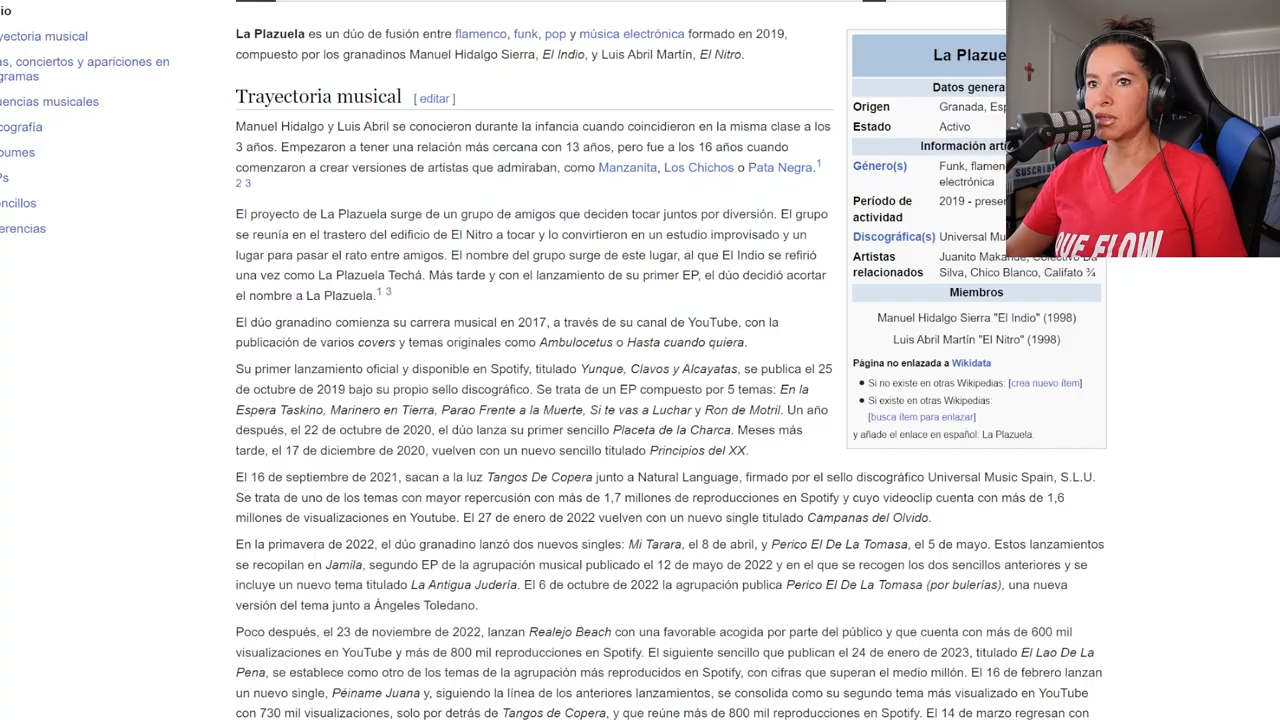 io
yectoria musical
as, conciertos y apariciones en
gramas
uencias musicales
cografía
bumes
Ps
encillos
erencias
La Plazuela es un dúo de fusión entre flamenco, funk, pop y música electrónica formado en 2019,
compuesto por los granadinos Manuel Hidalgo Sierra, El Indio, y Luis Abril Martín, El Nitro.
Trayectoria musical [ editar ]
Manuel Hidalgo y Luis Abril se conocieron durante la infancia cuando coincidieron en la misma clase a los
3 años. Empezaron a tener una relación más cercana con 13 años, pero fue a los 16 años cuando
comenzaron a crear versiones de artistas que admiraban, como Manzanita, Los Chichos o Pata Negra.1
2 3
El proyecto de La Plazuela surge de un grupo de amigos que deciden tocar juntos por diversión. El grupo
se reunía en el trastero del edificio de El Nitro a tocar y lo convirtieron en un estudio improvisado y un
lugar para pasar el rato entre amigos. El nombre del grupo surge de este lugar, al que El Indio se refirió
una vez como La Plazuela Techá. Más tarde y con el lanzamiento de su primer EP, el dúo decidió acortar
el nombre a La Plazuela.1 3
El dúo granadino comienza su carrera musical en 2017, a través de su canal de YouTube, con la
publicación de varios covers y temas originales como Ambulocetus o Hasta cuando quiera.
Su primer lanzamiento oficial y disponible en Spotify, titulado Yunque, Clavos y Alcayatas, se publica el 25
de octubre de 2019 bajo su propio sello discográfico. Se trata de un EP compuesto por 5 temas: En la
Espera Taskino, Marinero en Tierra, Parao Frente a la Muerte, Si te vas a Luchar y Ron de Motril. Un año
después, el 22 de octubre de 2020, el dúo lanza su primer sencillo Placeta de la Charca. Meses más
tarde, el 17 de diciembre de 2020, vuelven con un nuevo sencillo titulado Principios del XX.
El 16 de septiembre de 2021, sacan a la luz Tangos De Copera junto a Natural Language, firmado por el sello discográfico Universal Music Spain, S.L.U.
Se trata de uno de los temas con mayor repercusión con más de 1,7 millones de reproducciones en Spotify y cuyo videoclip cuenta con más de 1,6
millones de visualizaciones en Youtube. El 27 de enero de 2022 vuelven con un nuevo single titulado Campanas del Olvido.
En la primavera de 2022, el dúo granadino lanzó dos nuevos singles: Mi Tarara, el 8 de abril, y Perico El De La Tomasa, el 5 de mayo. Estos lanzamientos
se recopilan en Jamila, segundo EP de la agrupación musical publicado el 12 de mayo de 2022 y en el que se recogen los dos sencillos anteriores y se
incluye un nuevo tema titulado La Antigua Judería. El 6 de octubre de 2022 la agrupación publica Perico El De La Tomasa (por bulerías), una nueva
versión del tema junto a Ángeles Toledano.
Poco después, el 23 de noviembre de 2022, lanzan Realejo Beach con una favorable acogida por parte del público y que cuenta con más de 600 mil
visualizaciones en YouTube y más de 800 mil reproducciones en Spotify. El siguiente sencillo que publican el 24 de enero de 2023, titulado El Lao De La
Pena, se establece como otro de los temas de la agrupación más reproducidos en Spotify, con cifras que superan el medio millón. El 16 de febrero lanzan
un nuevo single, Péiname Juana y, siguiendo la línea de los anteriores lanzamientos, se consolida como su segundo tema más visualizado en YouTube
con 730 mil visualizaciones, solo por detrás de Tangos de Copera, y que reúne más de 800 mil reproducciones en Spotify. El 14 de marzo regresan con
La Plazue
Datos genera
Origen Granada, Esp
Estado Activo
Información artí
Género(s) Funk, flamen
electrónica
Período de 2019 - presen
actividad
Discográfica(s) Universal Mu
Artistas Juanito Makandé, Colectivo Da
relacionados Silva, Chico Blanco, Califato ¾
Miembros
Manuel Hidalgo Sierra "El Indio" (1998)
Luis Abril Martín "El Nitro" (1998)
Página no enlazada a Wikidata
● Si no existe en otras Wikipedias: [crea nuevo ítem]
● Si existe en otras Wikipedias:
[busca ítem para enlazar]
y añade el enlace en español: La Plazuela.
SUSCRIB
QUE FLOW